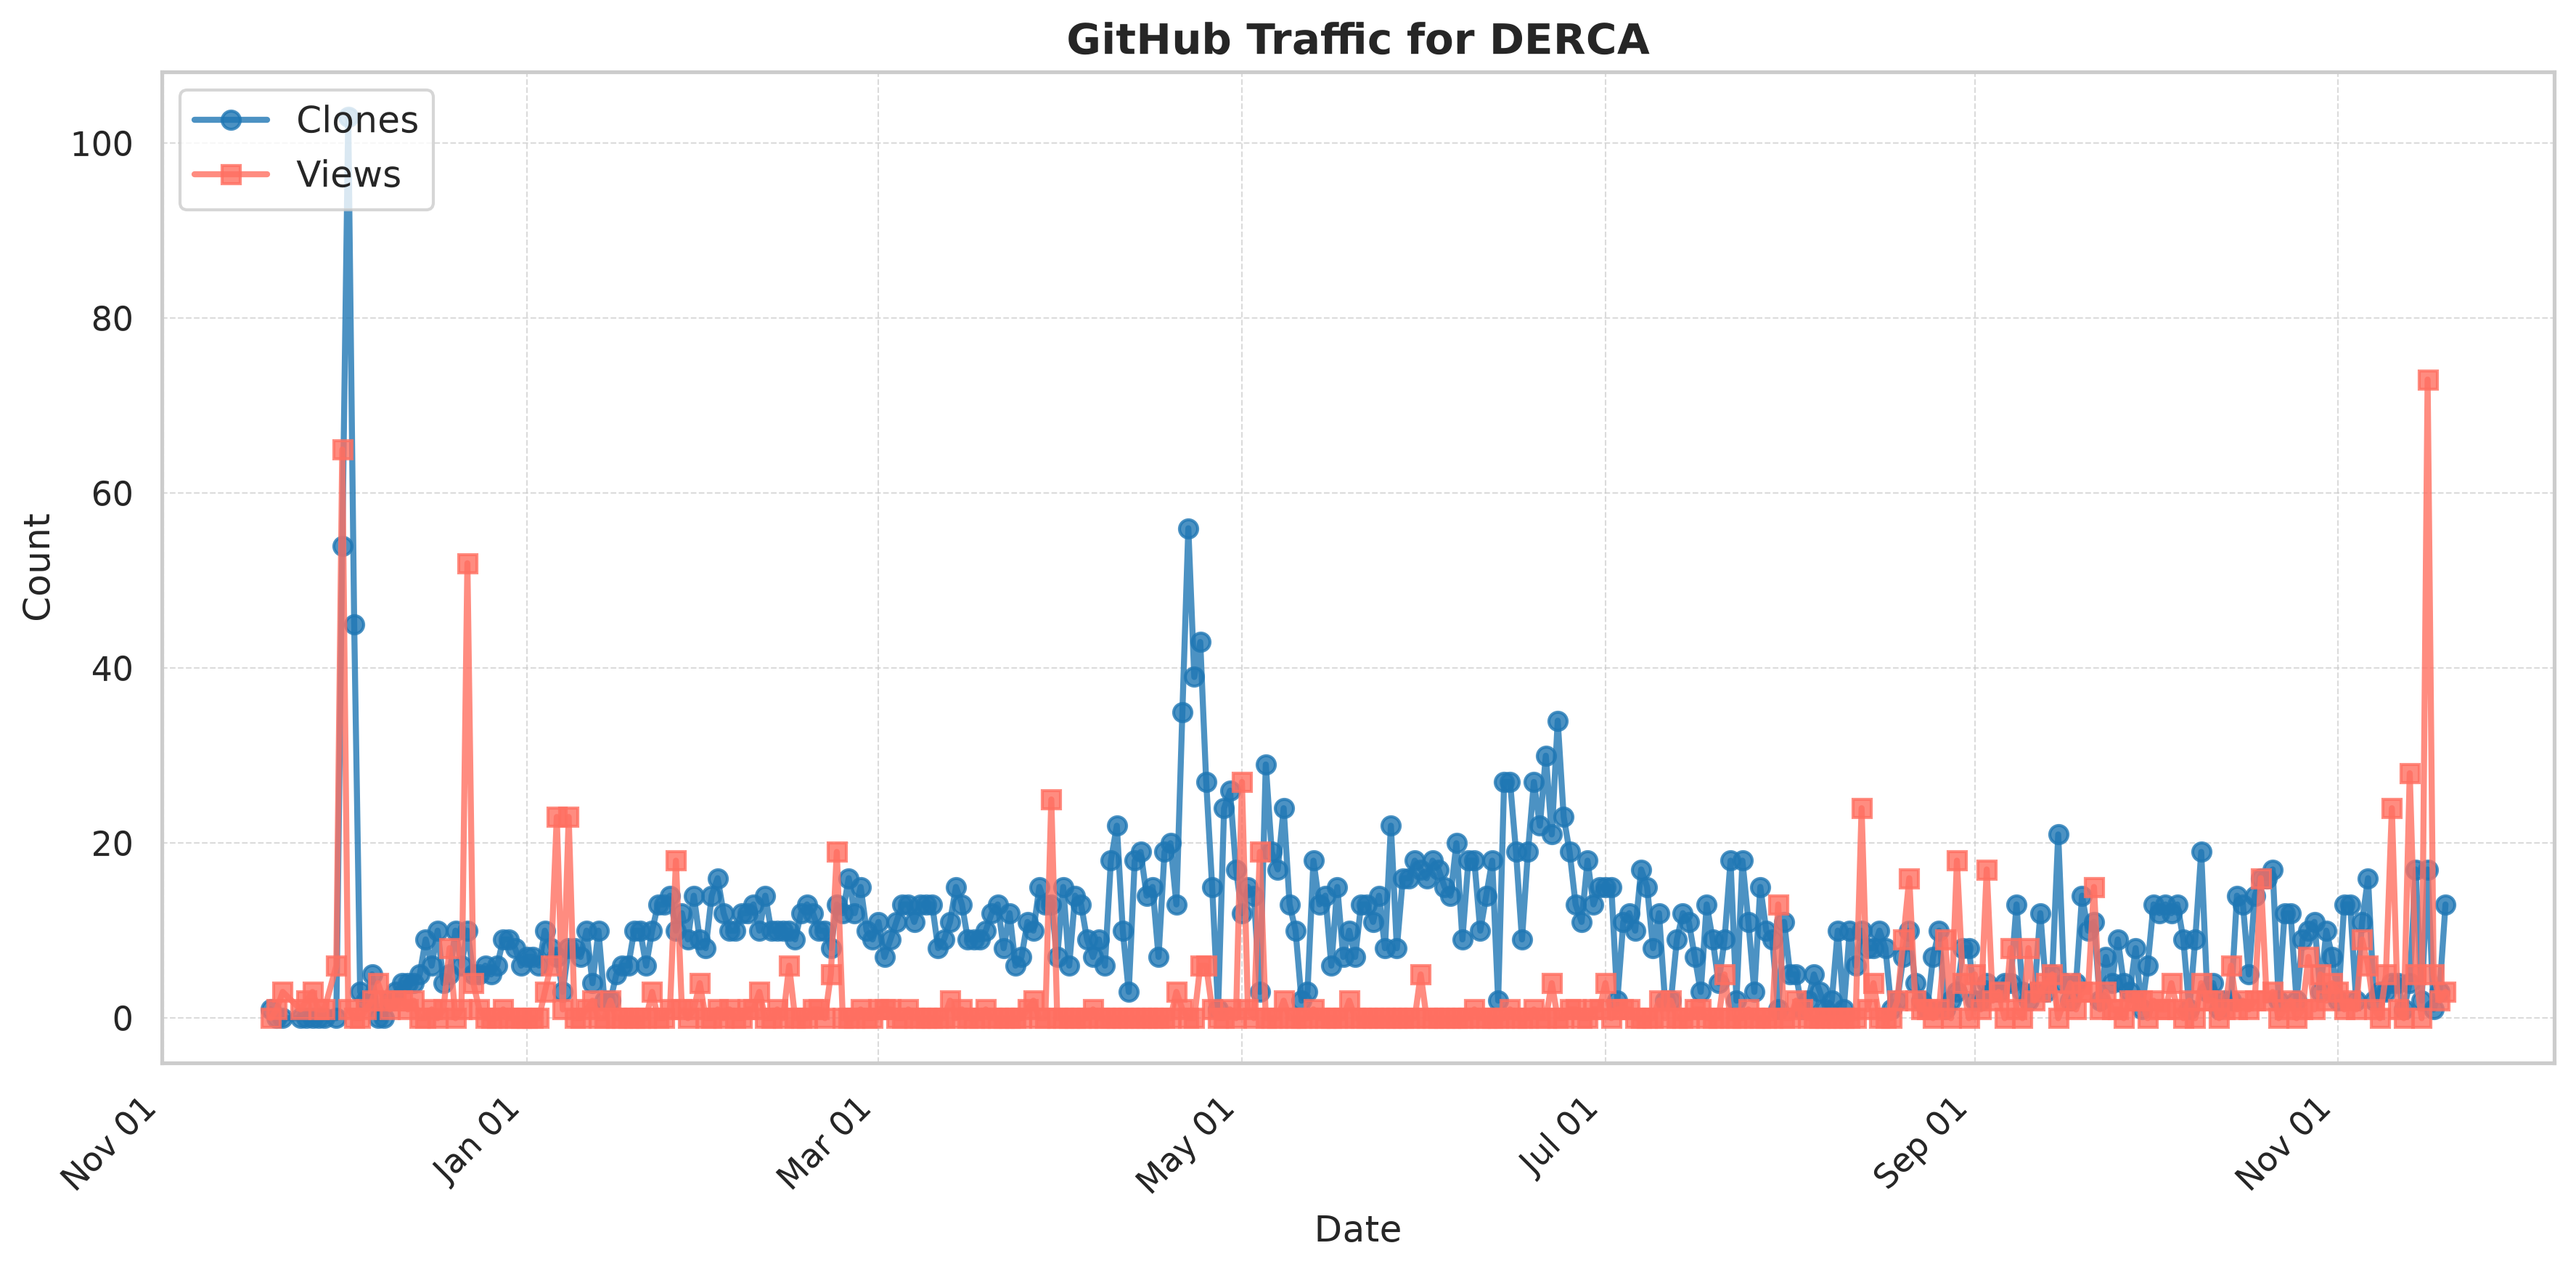 GitHub Traffic for DERCA
Clones
Views
100
80
60
40
20
0
Count
Nov 01
Jan 01
Mar 01
May 01
Jul 01
Sep 01
Nov 01
Date